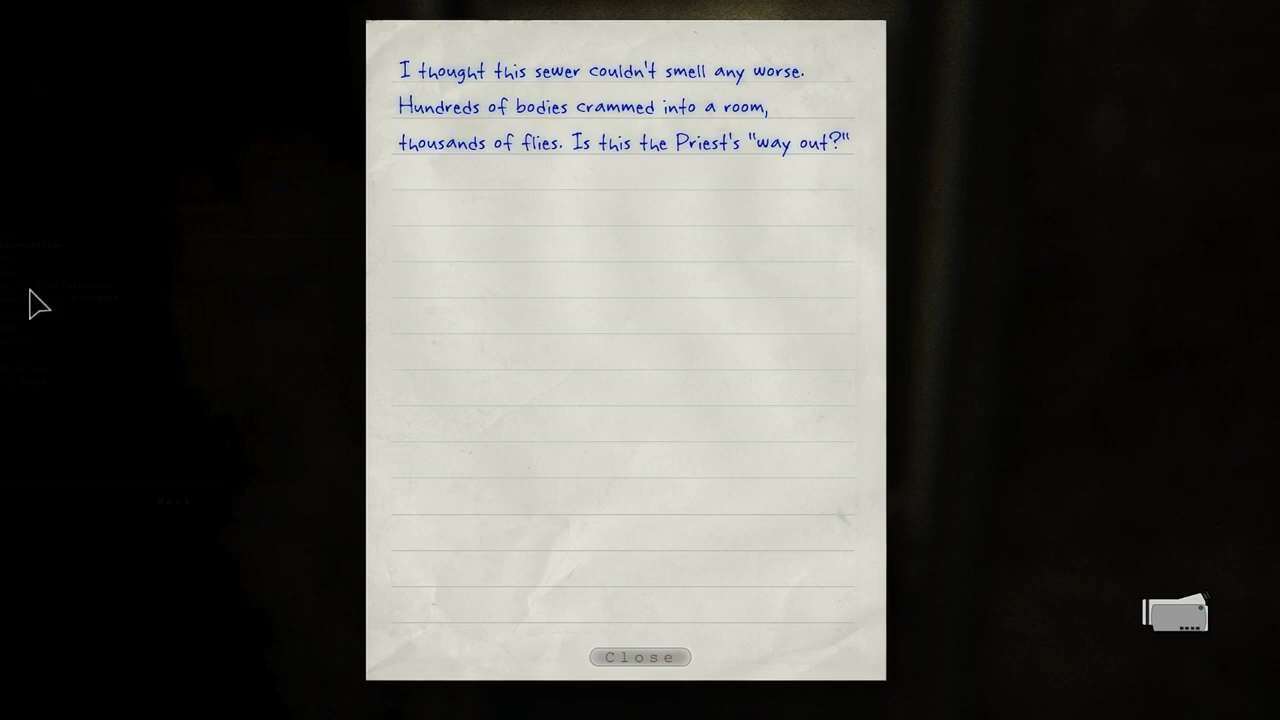 I thought this sewer couldn't smell any worse.
Hundreds of bodies crammed into a room,
thousands of flies. Is this the Priest's "way out?"
Close